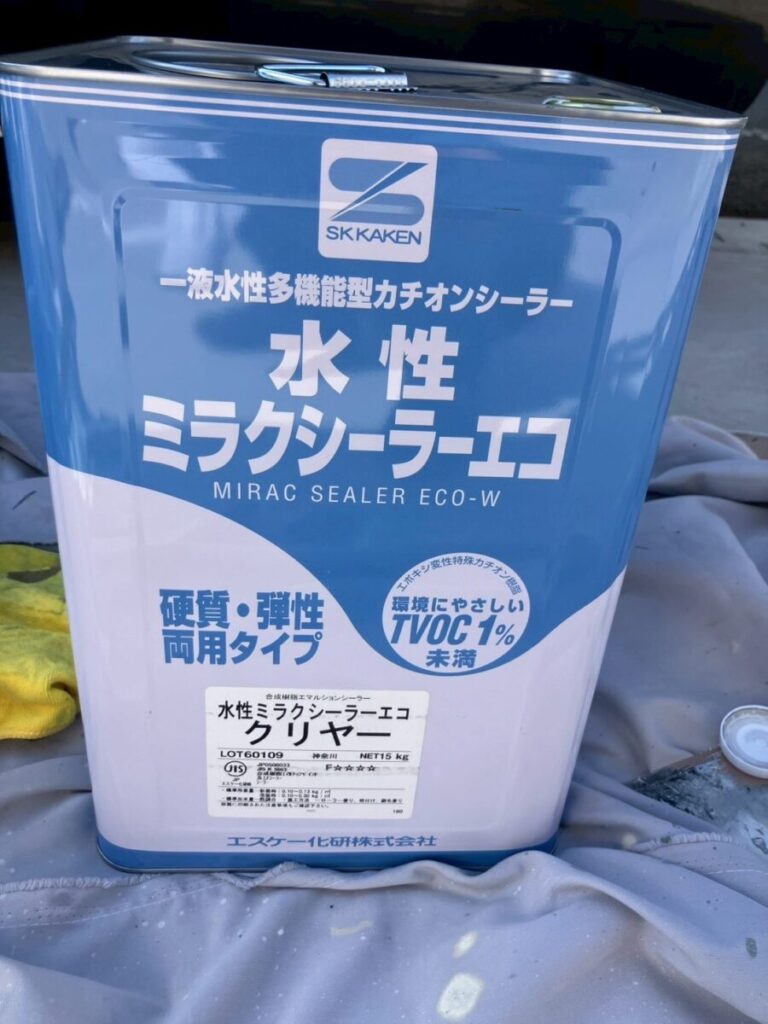 SK KAKEN
一液水性多機能型カチオンシーラー
水性
ミラクシーラーエコ
MIRAC SEALER ECO-W
エポキシ変性特殊カチオン樹脂
環境にやさしい
TVOC 1%
未満
硬質・弾性
両用タイプ
合成樹脂エマルションシーラー
水性ミラクシーラーエコ
クリヤー
LOT60109 神奈川 NET15 kg
JIS F☆☆☆☆
JP
エスケー化研株式会社